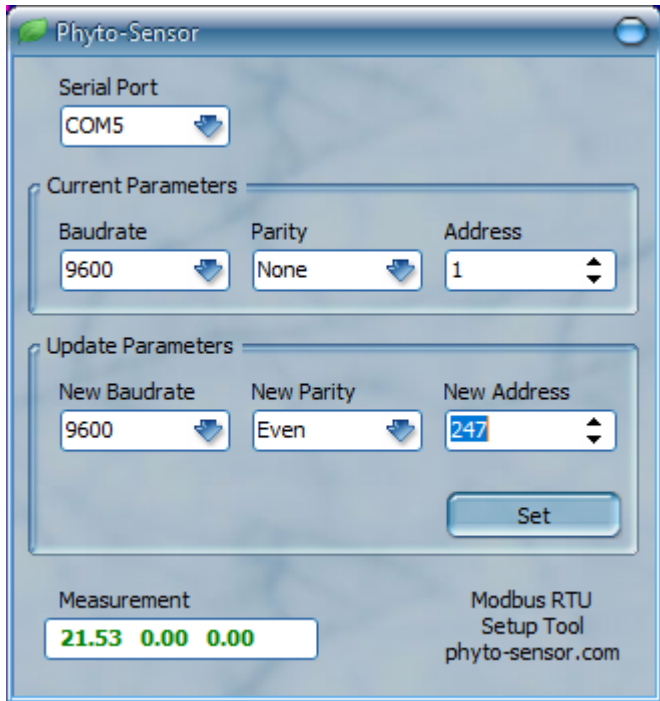 Phyto-Sensor
Serial Port
COM5
Current Parameters
Baudrate Parity Address
9600 None 1
Update Parameters
New Baudrate New Parity New Address
9600 Even 247
Set
Measurement
21.53 0.00 0.00
Modbus RTU
Setup Tool
phyto-sensor.com